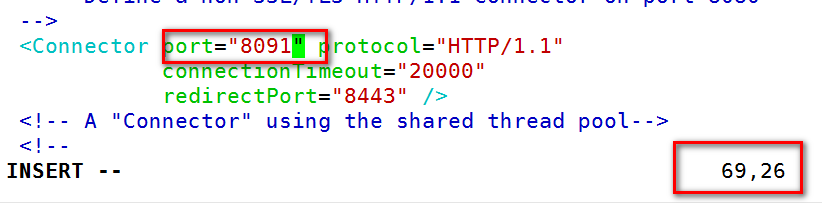 Define a non-SSL/TLS HTTP/1.1 Connector on port 8080
-->
<Connector port="8091" protocol="HTTP/1.1"
connectionTimeout="20000"
redirectPort="8443" />
<!-- A "Connector" using the shared thread pool-->
<!--
INSERT -- 69,26